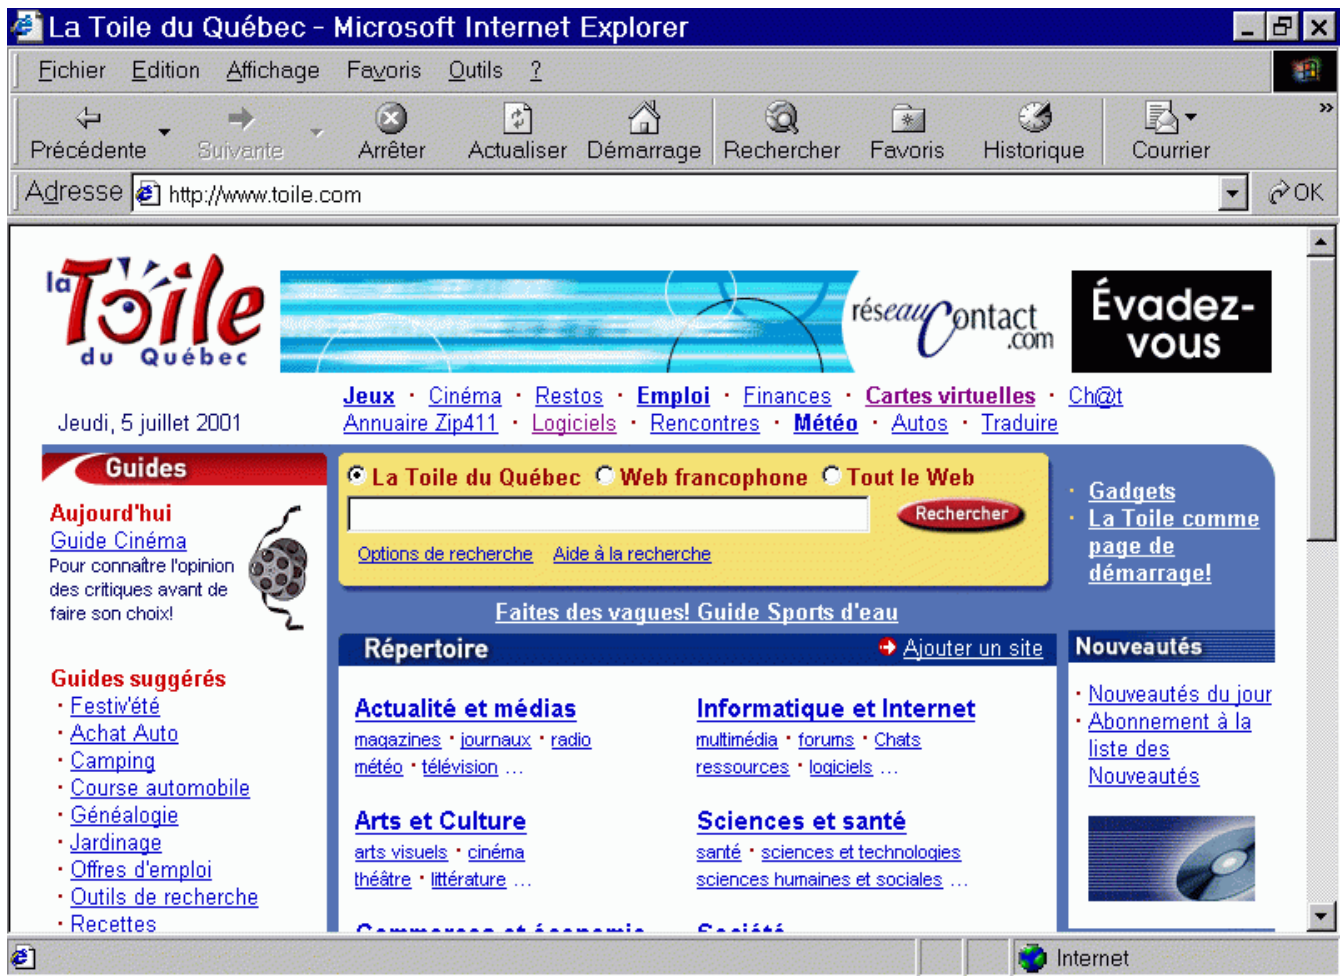 La Toile du Québec - Microsoft Internet Explorer
Fichier Edition Affichage Favoris Outils ?
Précédente Suivante Arrêter Actualiser Démarrage Rechercher Favoris Historique Courrier »
Adresse http://www.toile.com OK
la Toile du Québec
réseauContact.com
Évadez-
vous
Jeux · Cinéma · Restos · Emploi · Finances · Cartes virtuelles · Ch@t
Jeudi, 5 juillet 2001
Annuaire Zip411 · Logiciels · Rencontres · Météo · Autos · Traduire
Guides
Aujourd'hui
Guide Cinéma
Pour connaître l'opinion
des critiques avant de
faire son choix!
Guides suggérés
· Festiv'été
· Achat Auto
· Camping
· Course automobile
· Généalogie
· Jardinage
· Offres d'emploi
· Outils de recherche
· Recettes
La Toile du Québec Web francophone Tout le Web
Rechercher
Options de recherche Aide à la recherche
Faites des vagues! Guide Sports d'eau
Répertoire Ajouter un site
Actualité et médias
magazines · journaux · radio
météo · télévision ...
Arts et Culture
arts visuels · cinéma
théâtre · littérature ...
Commerces et économie
Informatique et Internet
multimédia · forums · Chats
ressources · logiciels ...
Sciences et santé
santé · sciences et technologies
sciences humaines et sociales ...
Société
· Gadgets
· La Toile comme
page de
démarrage!
Nouveautés
· Nouveautés du jour
· Abonnement à la
liste des
Nouveautés
Internet